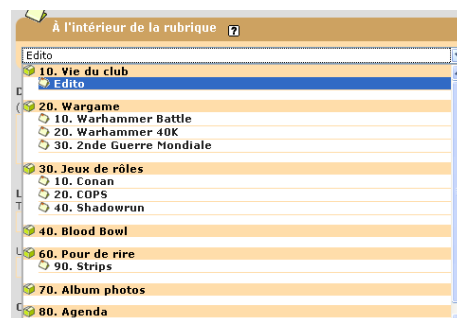 À l'intérieur de la rubrique ?
Edito
10. Vie du club
Edito
20. Wargame
10. Warhammer Battle
20. Warhammer 40K
30. 2nde Guerre Mondiale
30. Jeux de rôles
10. Conan
20. COPS
40. Shadowrun
40. Blood Bowl
60. Pour de rire
90. Strips
70. Album photos
80. Agenda